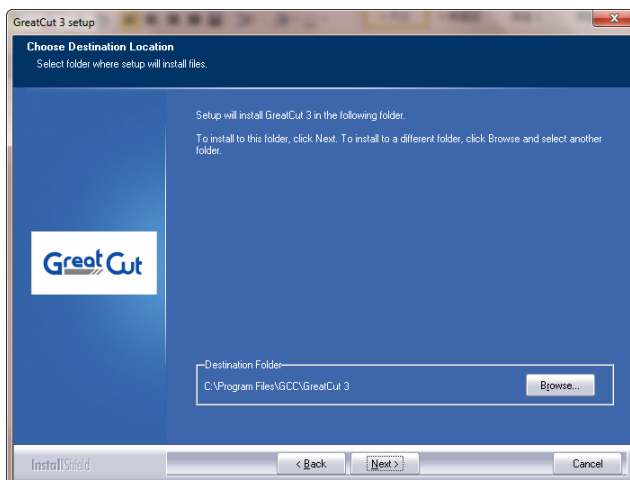 GreatCut 3 setup
Choose Destination Location
Select folder where setup will install files.
Setup will install GreatCut 3 in the following folder.
To install to this folder, click Next. To install to a different folder, click Browse and select another
folder.
Great Cut
Destination Folder
C:\Program Files\GCC\GreatCut 3
Browse...
InstallShield
< Back
Next >
Cancel